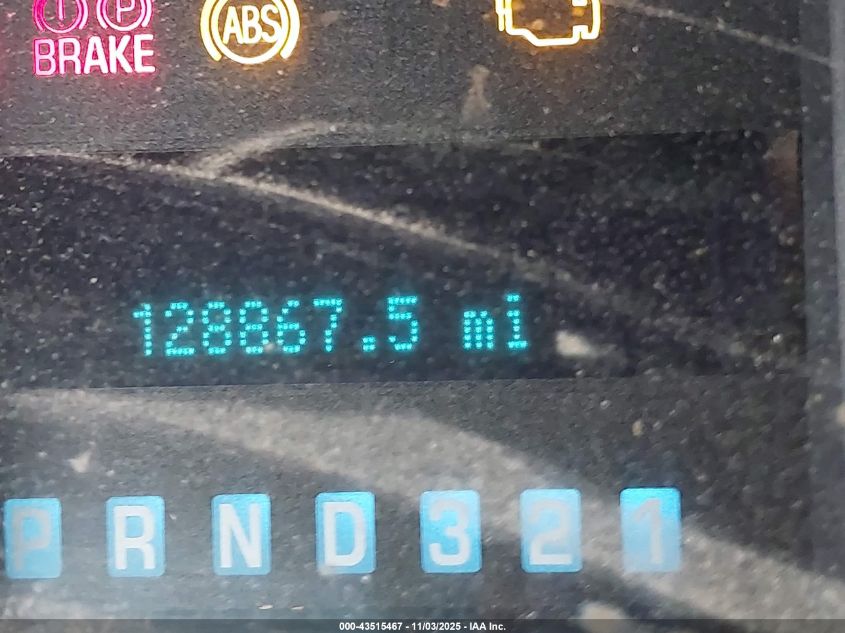 BRAKE ABS
128867.5 mi
P R N D 3 2 1
000-43515467 - 11/03/2025 - IAA Inc.